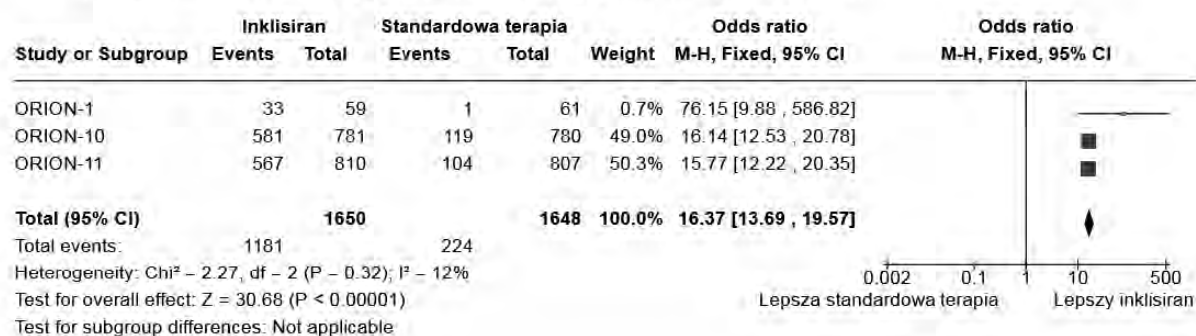 Inklisiran Standardowa terapia Odds ratio Odds ratio
Study or Subgroup Events Total Events Total Weight M-H, Fixed, 95% CI M-H, Fixed, 95% CI
ORION-1 33 59 1 61 0.7% 76.15 [9.88 , 586.82]
ORION-10 581 781 119 780 49.0% 16.14 [12.53 , 20.78]
ORION-11 567 810 104 807 50.3% 15.77 [12.22 , 20.35]
Total (95% CI) 1650 1648 100.0% 16.37 [13.69 , 19.57]
Total events: 1181 224
Heterogeneity: Chi² – 2.27, df – 2 (P – 0.32); I² – 12%
0.002 0.1 1 10 500
Test for overall effect: Z = 30.68 (P < 0.00001)
Lepsza standardowa terapia Lepszy inklisiran
Test for subgroup differences: Not applicable